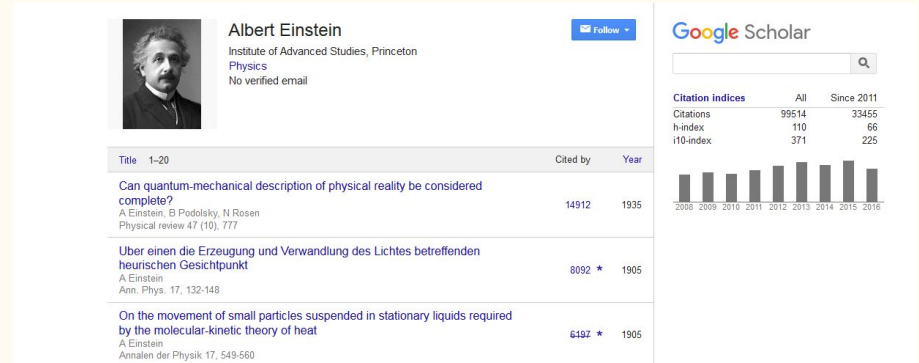 Albert Einstein
Institute of Advanced Studies, Princeton
Physics
No verified email
Follow
Title 1–20 Cited by Year
Can quantum-mechanical description of physical reality be considered
complete?
A Einstein, B Podolsky, N Rosen
Physical review 47 (10), 777
14912 1935
Uber einen die Erzeugung und Verwandlung des Lichtes betreffenden
heurischen Gesichtpunkt
A Einstein
Ann. Phys. 17, 132-148
8092 * 1905
On the movement of small particles suspended in stationary liquids required
by the molecular-kinetic theory of heat
A Einstein
Annalen der Physik 17, 549-560
6197 * 1905
Google Scholar
Citation indices All Since 2011
Citations 99514 33455
h-index 110 66
i10-index 371 225
2008 2009 2010 2011 2012 2013 2014 2015 2016